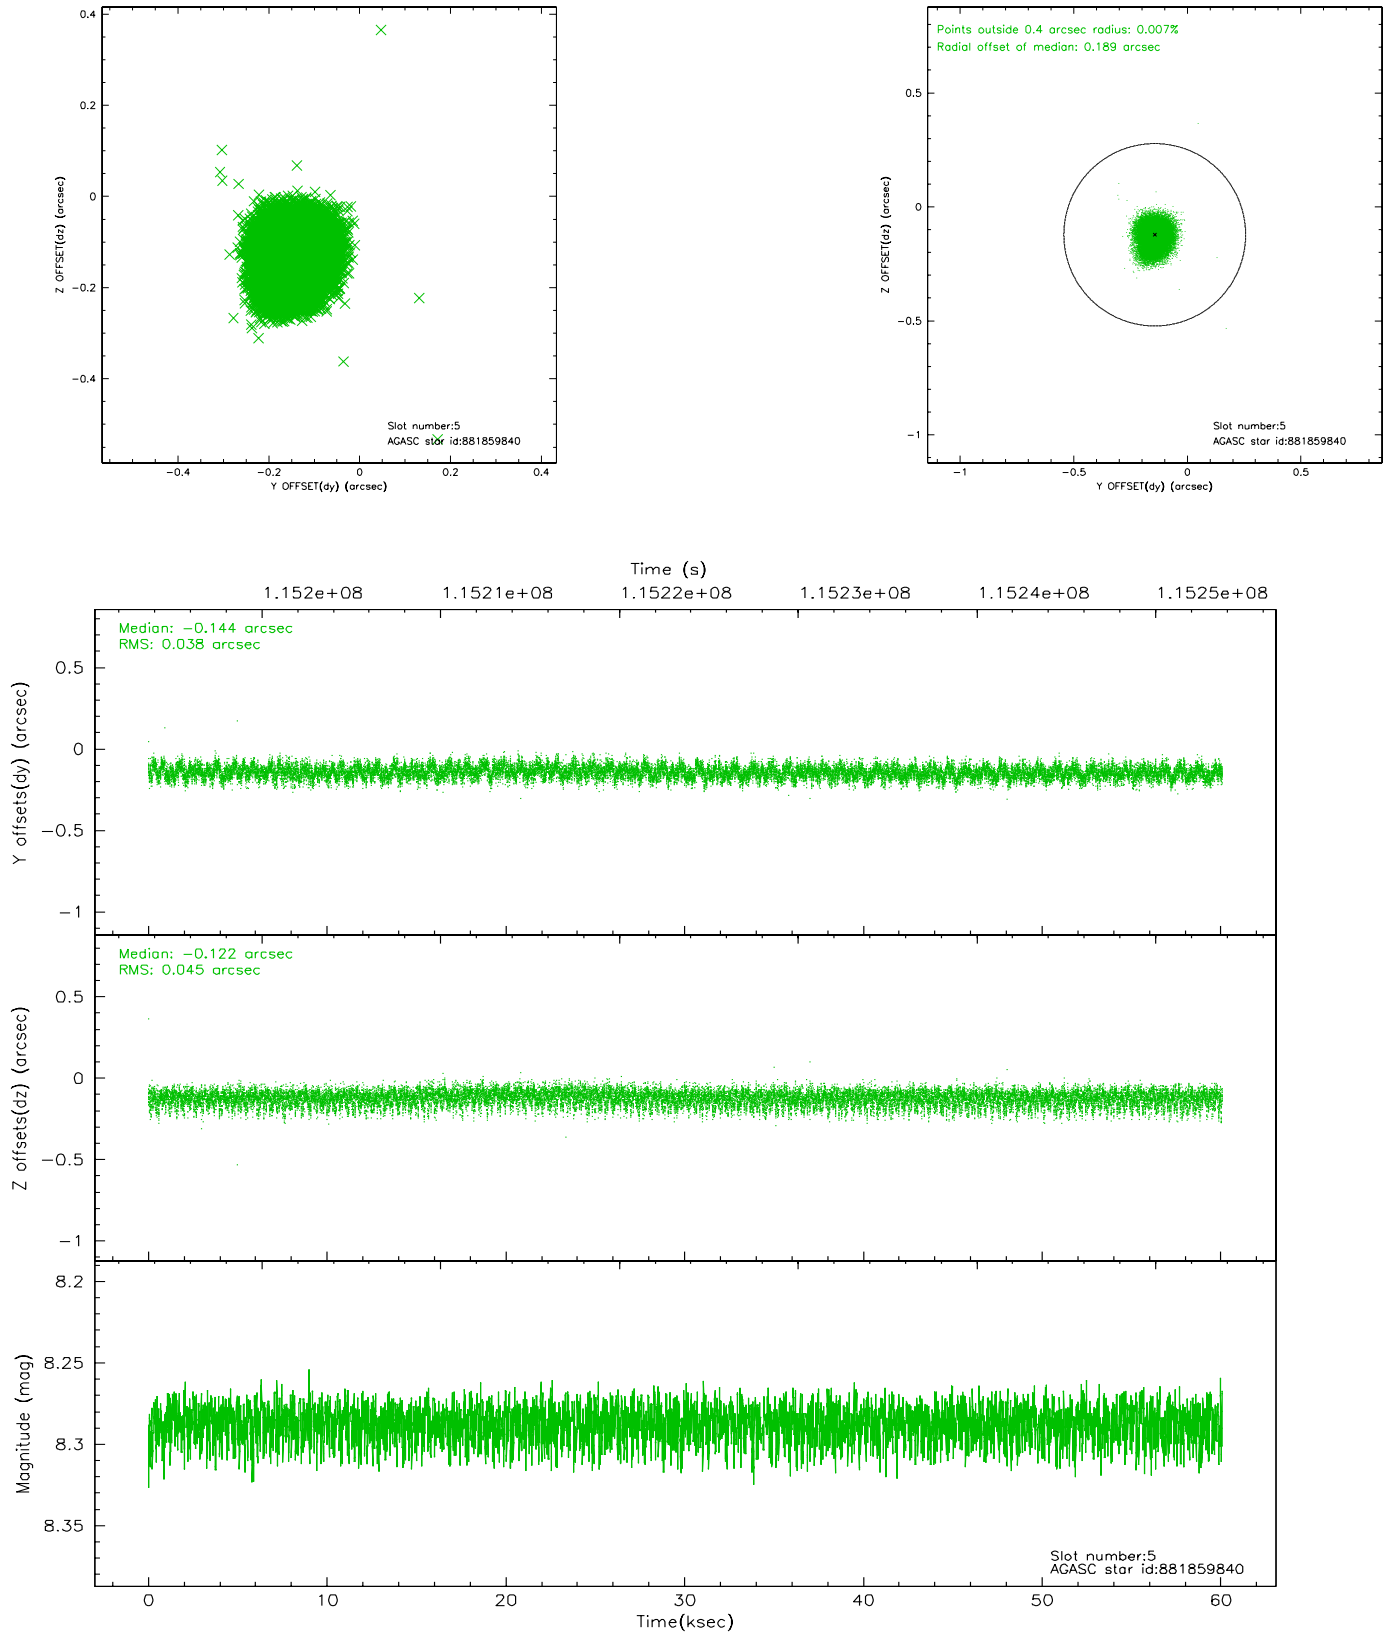 0.4
0.2
0
−0.2
−0.4
Z OFFSET(dz) (arcsec)
−0.4
−0.2
0
0.2
0.4
Y OFFSET(dy) (arcsec)
Slot number:5
AGASC star id:881859840
Points outside 0.4 arcsec radius: 0.007%
Radial offset of median: 0.189 arcsec
0.5
0
−0.5
−1
Z OFFSET(dz) (arcsec)
−1
−0.5
0
0.5
Y OFFSET(dy) (arcsec)
Slot number:5
AGASC star id:881859840
Time (s)
1.152e+08
1.1521e+08
1.1522e+08
1.1523e+08
1.1524e+08
1.1525e+08
Median: −0.144 arcsec
RMS: 0.038 arcsec
0.5
0
−0.5
−1
Y offsets(dy) (arcsec)
Median: −0.122 arcsec
RMS: 0.045 arcsec
0.5
0
−0.5
−1
Z offsets(dz) (arcsec)
8.2
8.25
8.3
8.35
Magnitude (mag)
Slot number:5
AGASC star id:881859840
0
10
20
30
40
50
60
Time(ksec)